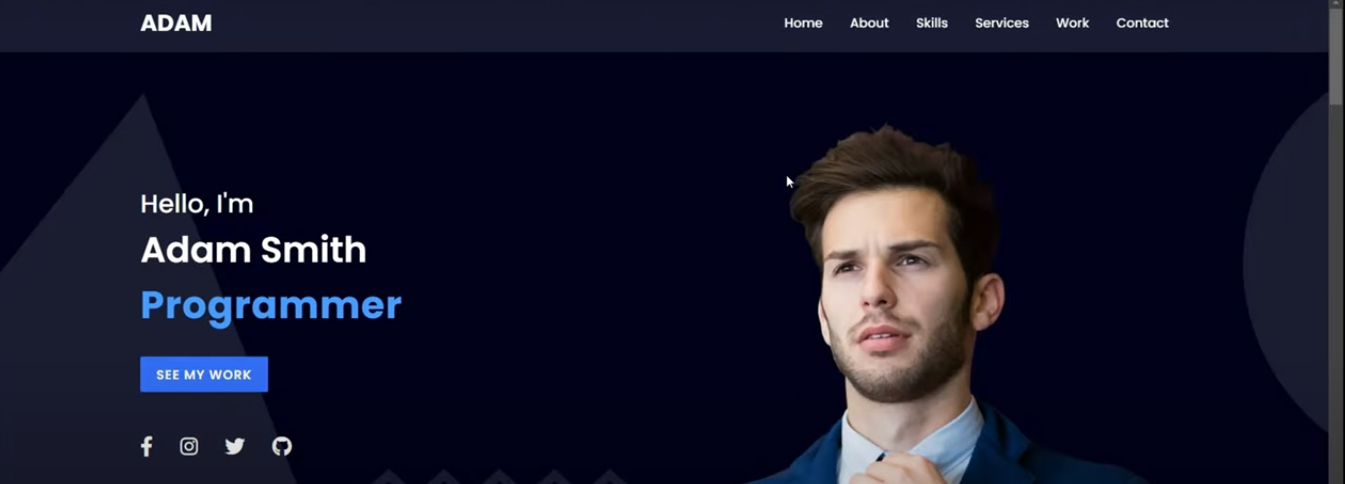 ADAM
Home About Skills Services Work Contact
Hello, I'm
Adam Smith
Programmer
SEE MY WORK